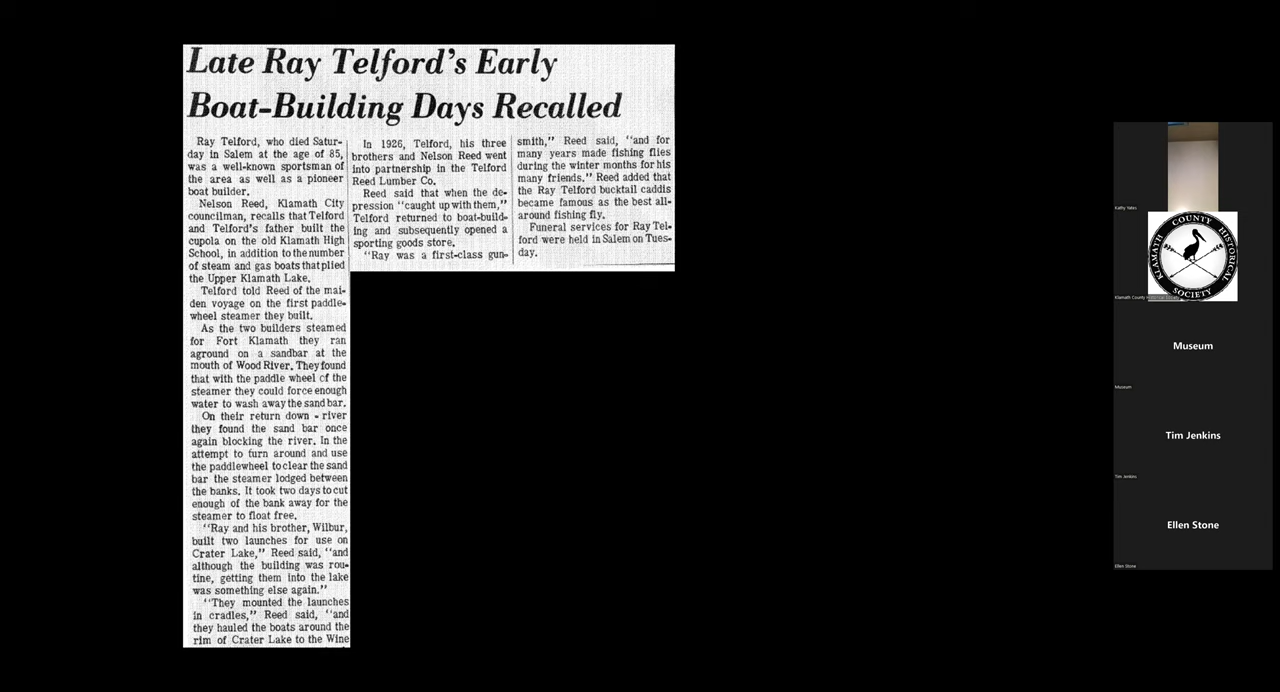 Late Ray Telford's Early
Boat-Building Days Recalled
Ray Telford, who died Satur-
day in Salem at the age of 85,
was a well-known sportsman of
the area as well as a pioneer
boat builder.
Nelson Reed, Klamath City
councilman, recalls that Telford
and Telford's father built the
cupola on the old Klamath High
School, in addition to the number
of steam and gas boats that plied
the Upper Klamath Lake.
Telford told Reed of the mai-
den voyage on the first paddle-
wheel steamer they built.
As the two builders steamed
for Fort Klamath they ran
aground on a sandbar at the
mouth of Wood River. They found
that with the paddle wheel of the
steamer they could force enough
water to wash away the sand bar.
On their return down - river
they found the sand bar once
again blocking the river. In the
attempt to turn around and use
the paddlewheel to clear the sand
bar the steamer lodged between
the banks. It took two days to cut
enough of the bank away for the
steamer to float free.
"Ray and his brother, Wilbur,
built two launches for use on
Crater Lake," Reed said, "and
although the building was rou-
tine, getting them into the lake
was something else again."
"They mounted the launches
in cradles," Reed said, "and
they hauled the boats around the
rim of Crater Lake to the Wine
In 1926, Telford, his three
brothers and Nelson Reed went
into partnership in the Telford
Reed Lumber Co.
Reed said that when the de-
pression "caught up with them,"
Telford returned to boat-build-
ing and subsequently opened a
sporting goods store.
"Ray was a first-class gun-
smith," Reed said, "and for
many years made fishing flies
during the winter months for his
many friends." Reed added that
the Ray Telford bucktail caddis
became famous as the best all-
around fishing fly.
Funeral services for Ray Tel-
ford were held in Salem on Tues-
day.
Kathy Yates
KLAMATH COUNTY HISTORICAL SOCIETY
Klamath County
Museum
Museum
Tim Jenkins
Tim Jenkins
Ellen Stone
Ellen Stone